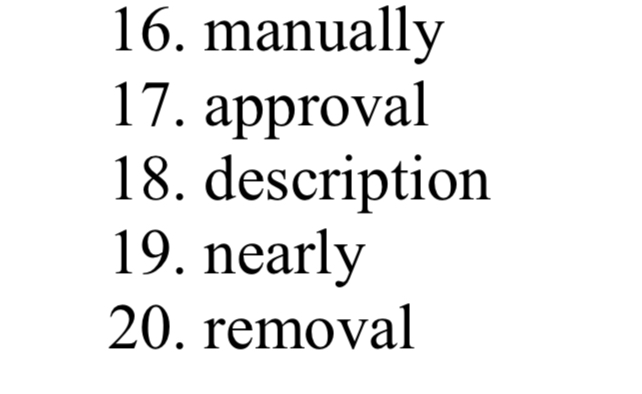 16. manually
17. approval
18. description
19. nearly
20. removal